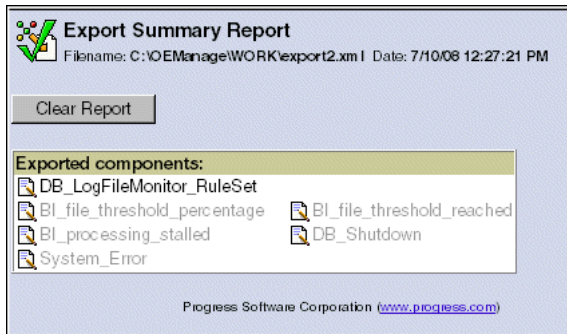 Export Summary Report
Filename: C:\OEManage\WORK\export2.xml Date: 7/10/08 12:27:21 PM
Clear Report
Exported components:
DB_LogFileMonitor_RuleSet
BI_file_threshold_percentage BI_file_threshold_reached
BI_processing_stalled DB_Shutdown
System_Error
Progress Software Corporation (www.progress.com)